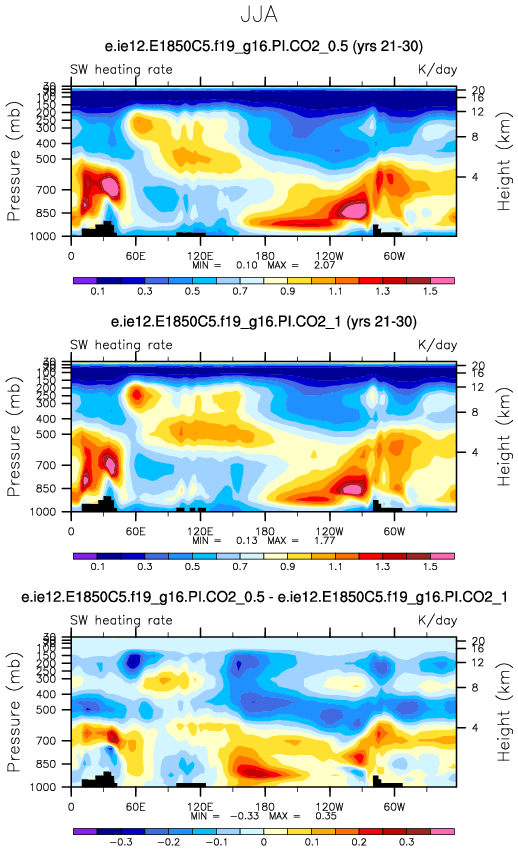 JJA
e.ie12.E1850C5.f19_g16.PI.CO2_0.5 (yrs 21-30)
SW heating rate K/day
Pressure (mb)
30 50 70 100 150 200 250 300 400 500 700 850 1000
20 16 12 8 4
Height (km)
0 60E 120E 180 120W 60W
MIN = 0.10 MAX = 2.07
0.1 0.3 0.5 0.7 0.9 1.1 1.3 1.5
e.ie12.E1850C5.f19_g16.PI.CO2_1 (yrs 21-30)
SW heating rate K/day
Pressure (mb)
30 50 70 100 150 200 250 300 400 500 700 850 1000
20 16 12 8 4
Height (km)
0 60E 120E 180 120W 60W
MIN = 0.13 MAX = 1.77
0.1 0.3 0.5 0.7 0.9 1.1 1.3 1.5
e.ie12.E1850C5.f19_g16.PI.CO2_0.5 - e.ie12.E1850C5.f19_g16.PI.CO2_1
SW heating rate K/day
Pressure (mb)
30 50 70 100 150 200 250 300 400 500 700 850 1000
20 16 12 8 4
Height (km)
0 60E 120E 180 120W 60W
MIN = -0.33 MAX = 0.35
-0.3 -0.2 -0.1 0 0.1 0.2 0.3